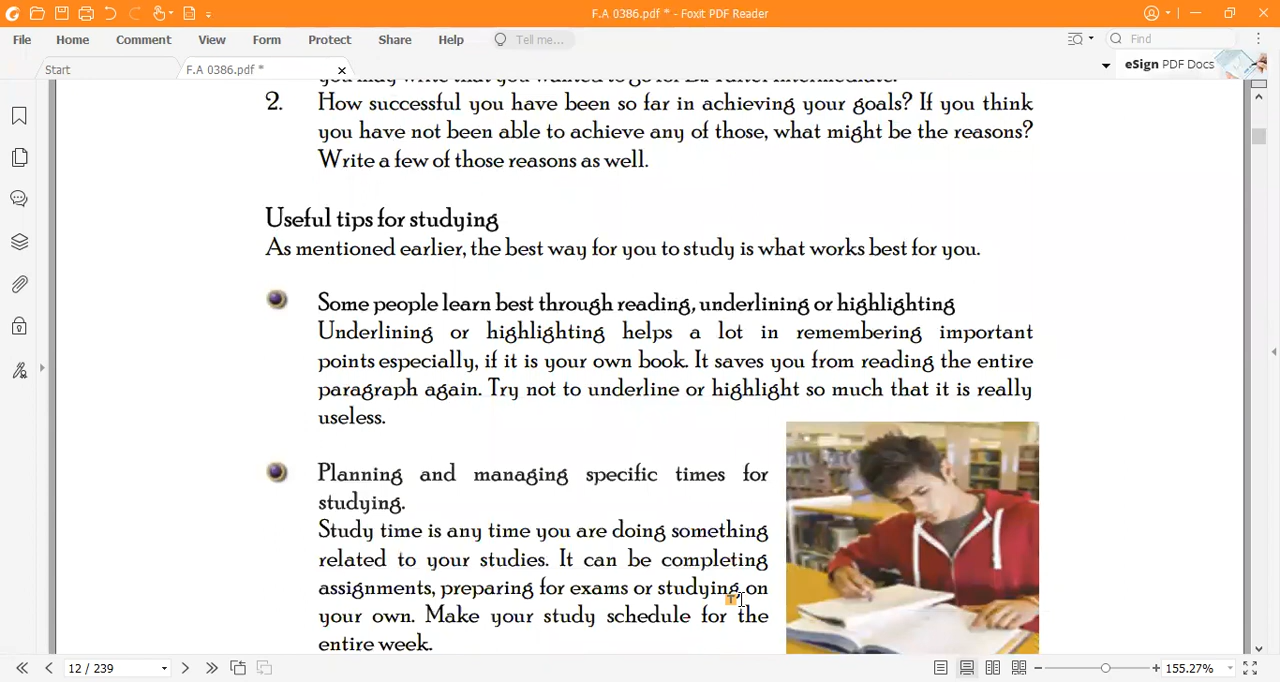 F.A 0386.pdf * - Foxit PDF Reader
File Home Comment View Form Protect Share Help Tell me... Find
Start F.A 0386.pdf * eSign PDF Docs
2. How successful you have been so far in achieving your goals? If you think
you have not been able to achieve any of those, what might be the reasons?
Write a few of those reasons as well.
Useful tips for studying
As mentioned earlier, the best way for you to study is what works best for you.
Some people learn best through reading, underlining or highlighting
Underlining or highlighting helps a lot in remembering important
points especially, if it is your own book. It saves you from reading the entire
paragraph again. Try not to underline or highlight so much that it is really
useless.
Planning and managing specific times for
studying.
Study time is any time you are doing something
related to your studies. It can be completing
assignments, preparing for exams or studying on
your own. Make your study schedule for the
entire week.
12 / 239 155.27%